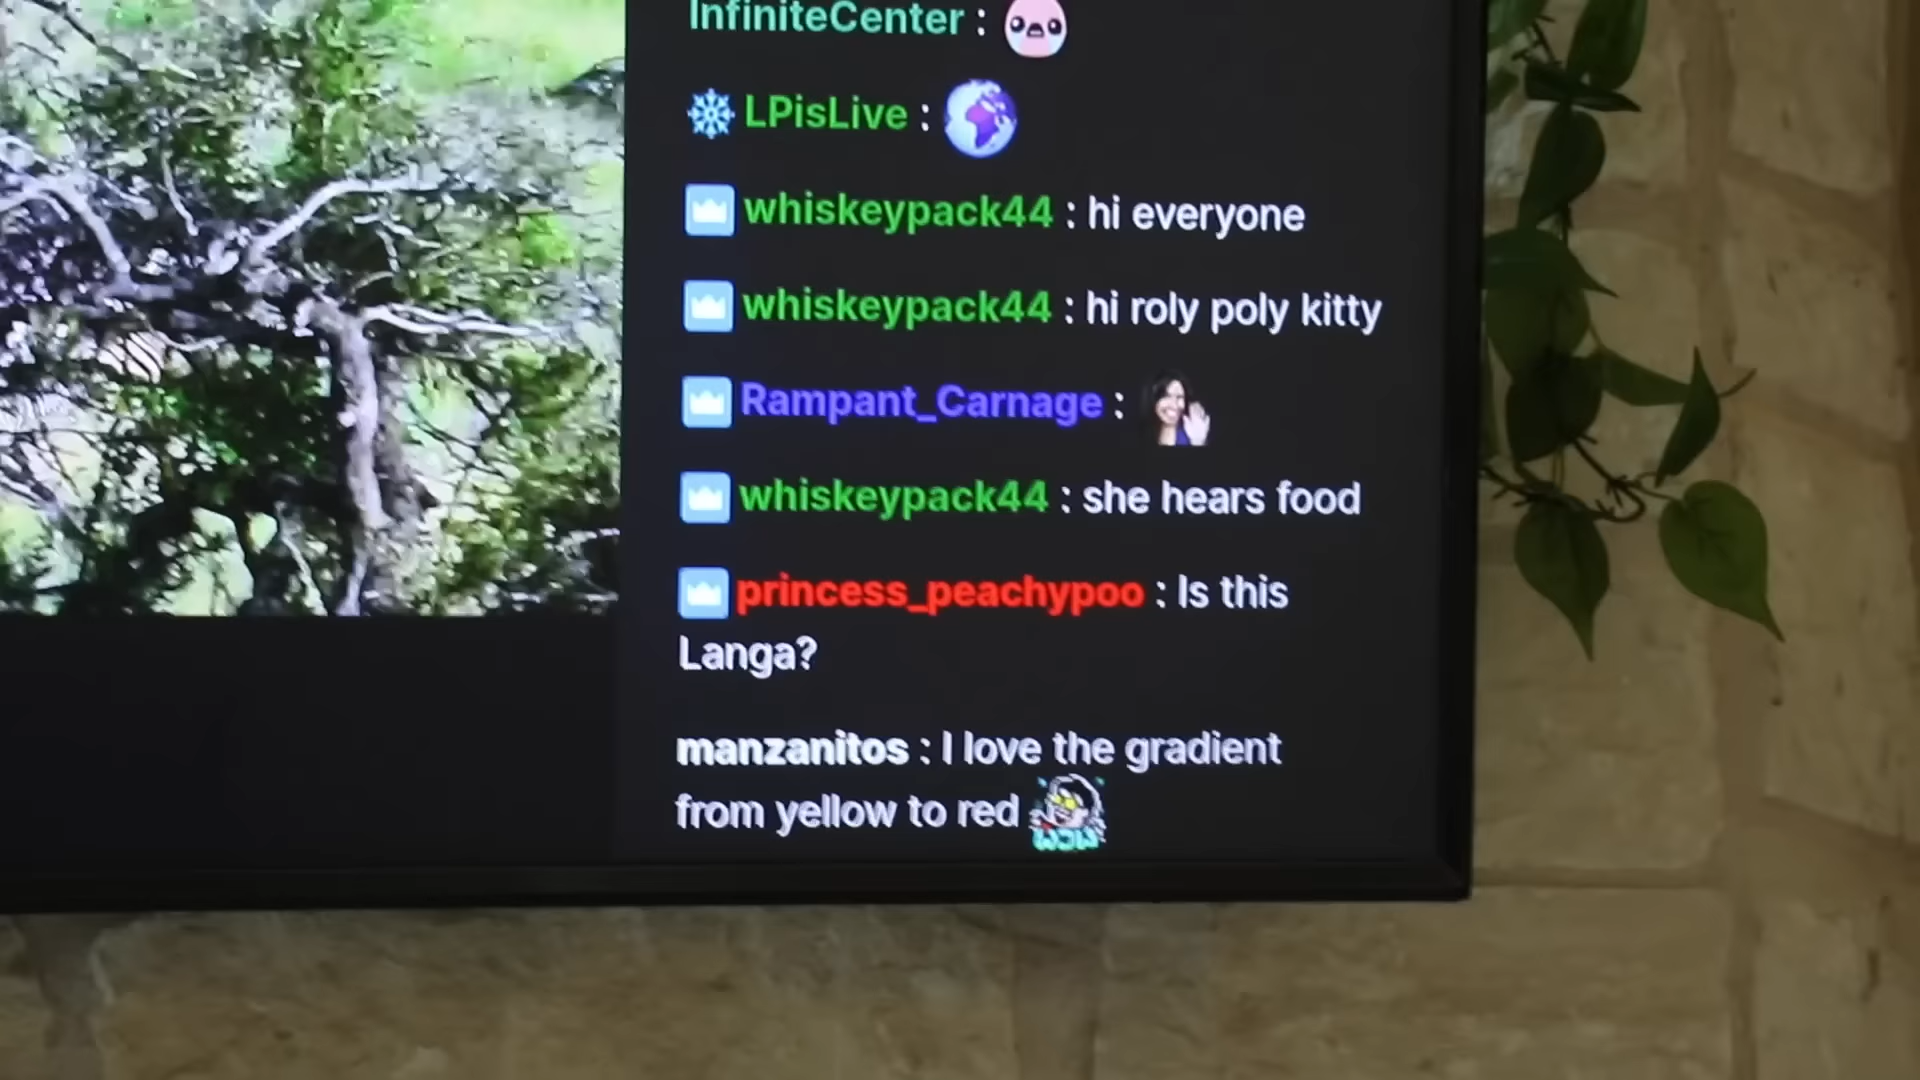 InfiniteCenter :
LPisLive :
whiskeypack44 : hi everyone
whiskeypack44 : hi roly poly kitty
Rampant_Carnage :
whiskeypack44 : she hears food
princess_peachypoo : Is this
Langa?
manzanitos : I love the gradient
from yellow to red
WOW